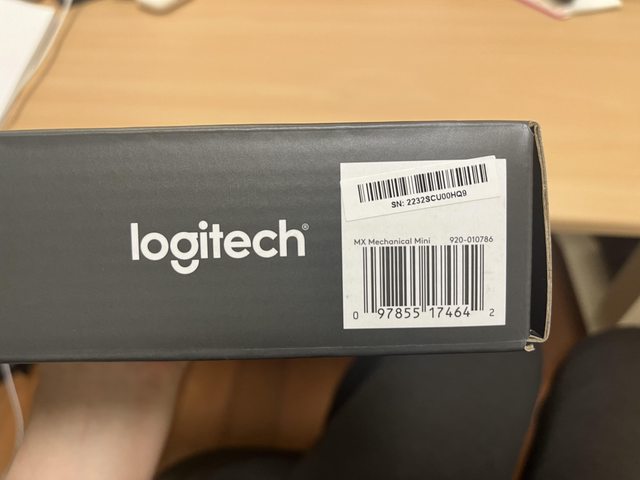 logitech®
SN: 2232SCU00HQ9
MX Mechanical Mini 920-010786
0 97855 17464 2